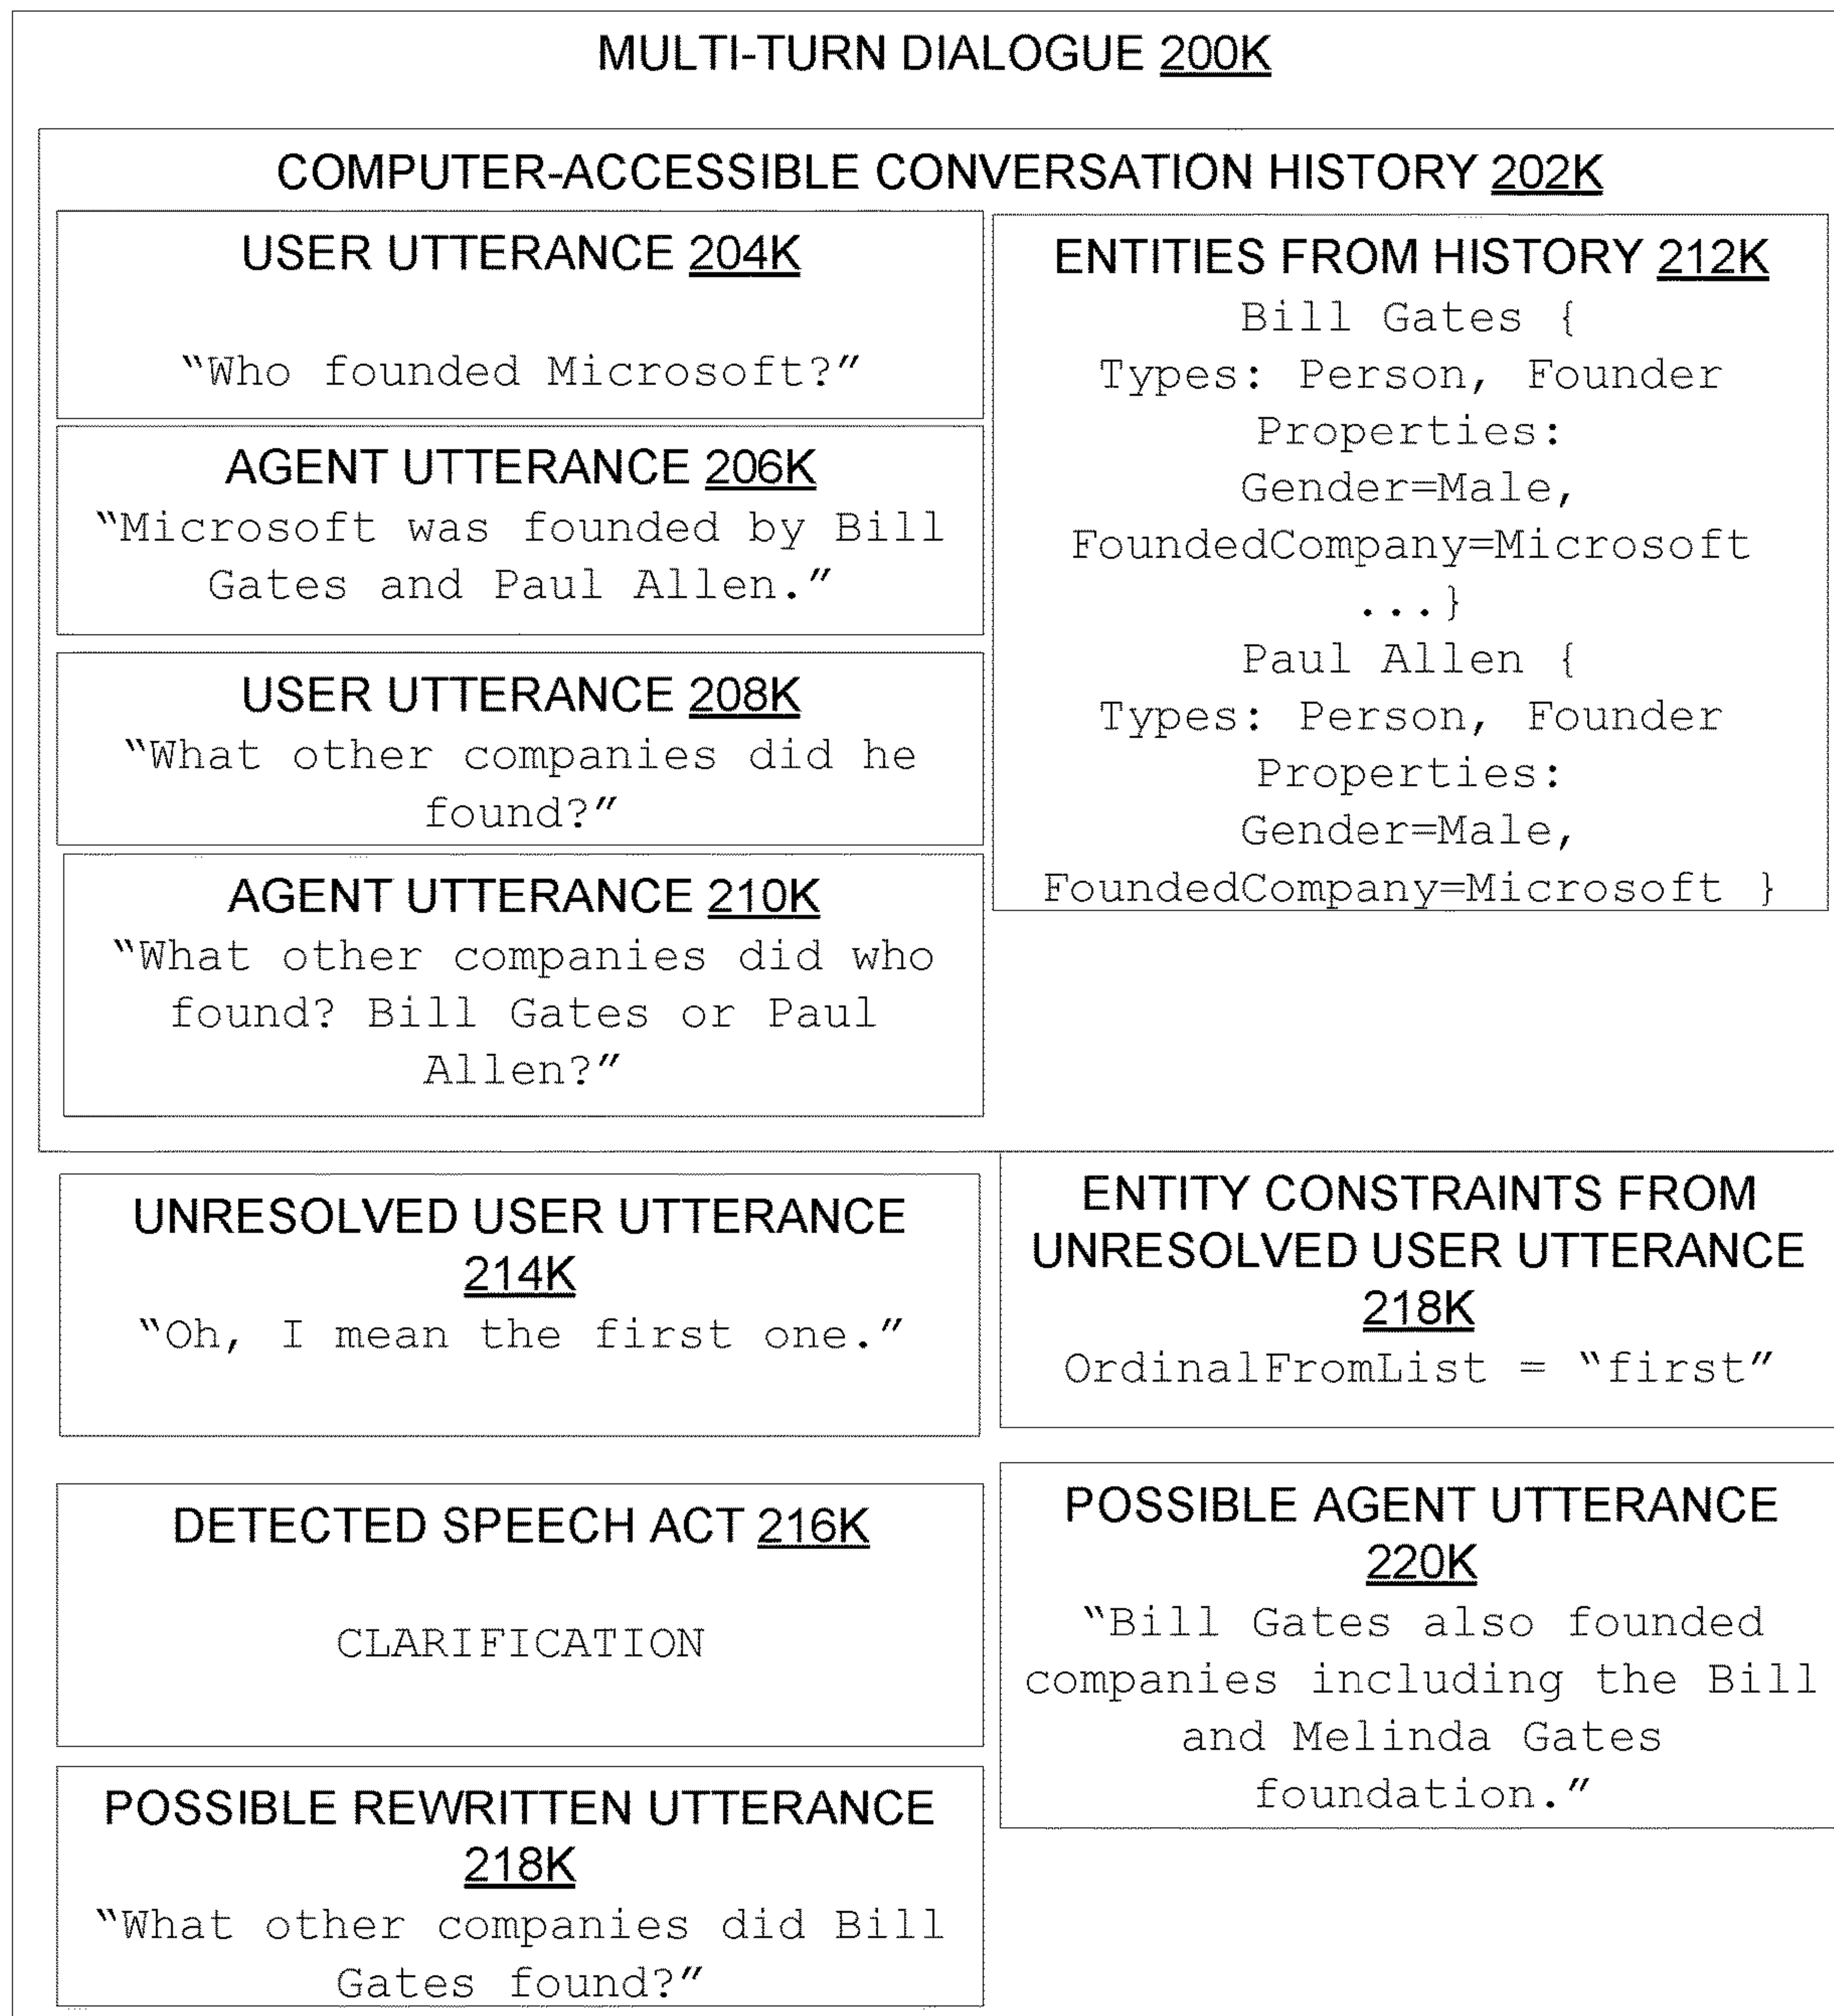 MULTI-TURN DIALOGUE 200K
COMPUTER-ACCESSIBLE CONVERSATION HISTORY 202K
USER UTTERANCE 204K
“Who founded Microsoft?”
AGENT UTTERANCE 206K
“Microsoft was founded by Bill
Gates and Paul Allen.”
USER UTTERANCE 208K
“What other companies did he
found?”
AGENT UTTERANCE 210K
“What other companies did who
found? Bill Gates or Paul
Allen?”
ENTITIES FROM HISTORY 212K
Bill Gates {
Types: Person, Founder
Properties:
Gender=Male,
FoundedCompany=Microsoft
...}
Paul Allen {
Types: Person, Founder
Properties:
Gender=Male,
FoundedCompany=Microsoft }
UNRESOLVED USER UTTERANCE
214K
“Oh, I mean the first one.”
ENTITY CONSTRAINTS FROM
UNRESOLVED USER UTTERANCE
218K
OrdinalFromList = “first”
DETECTED SPEECH ACT 216K
CLARIFICATION
POSSIBLE AGENT UTTERANCE
220K
“Bill Gates also founded
companies including the Bill
and Melinda Gates
foundation.”
POSSIBLE REWRITTEN UTTERANCE
218K
“What other companies did Bill
Gates found?”